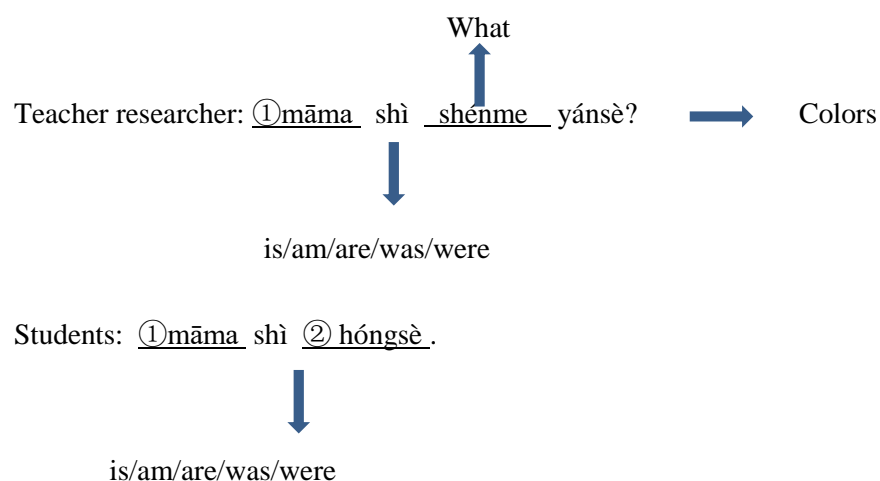 What
Teacher researcher: ①māma shì shénme yánsè? Colors
is/am/are/was/were
Students: ①māma shì ② hóngsè .
is/am/are/was/were